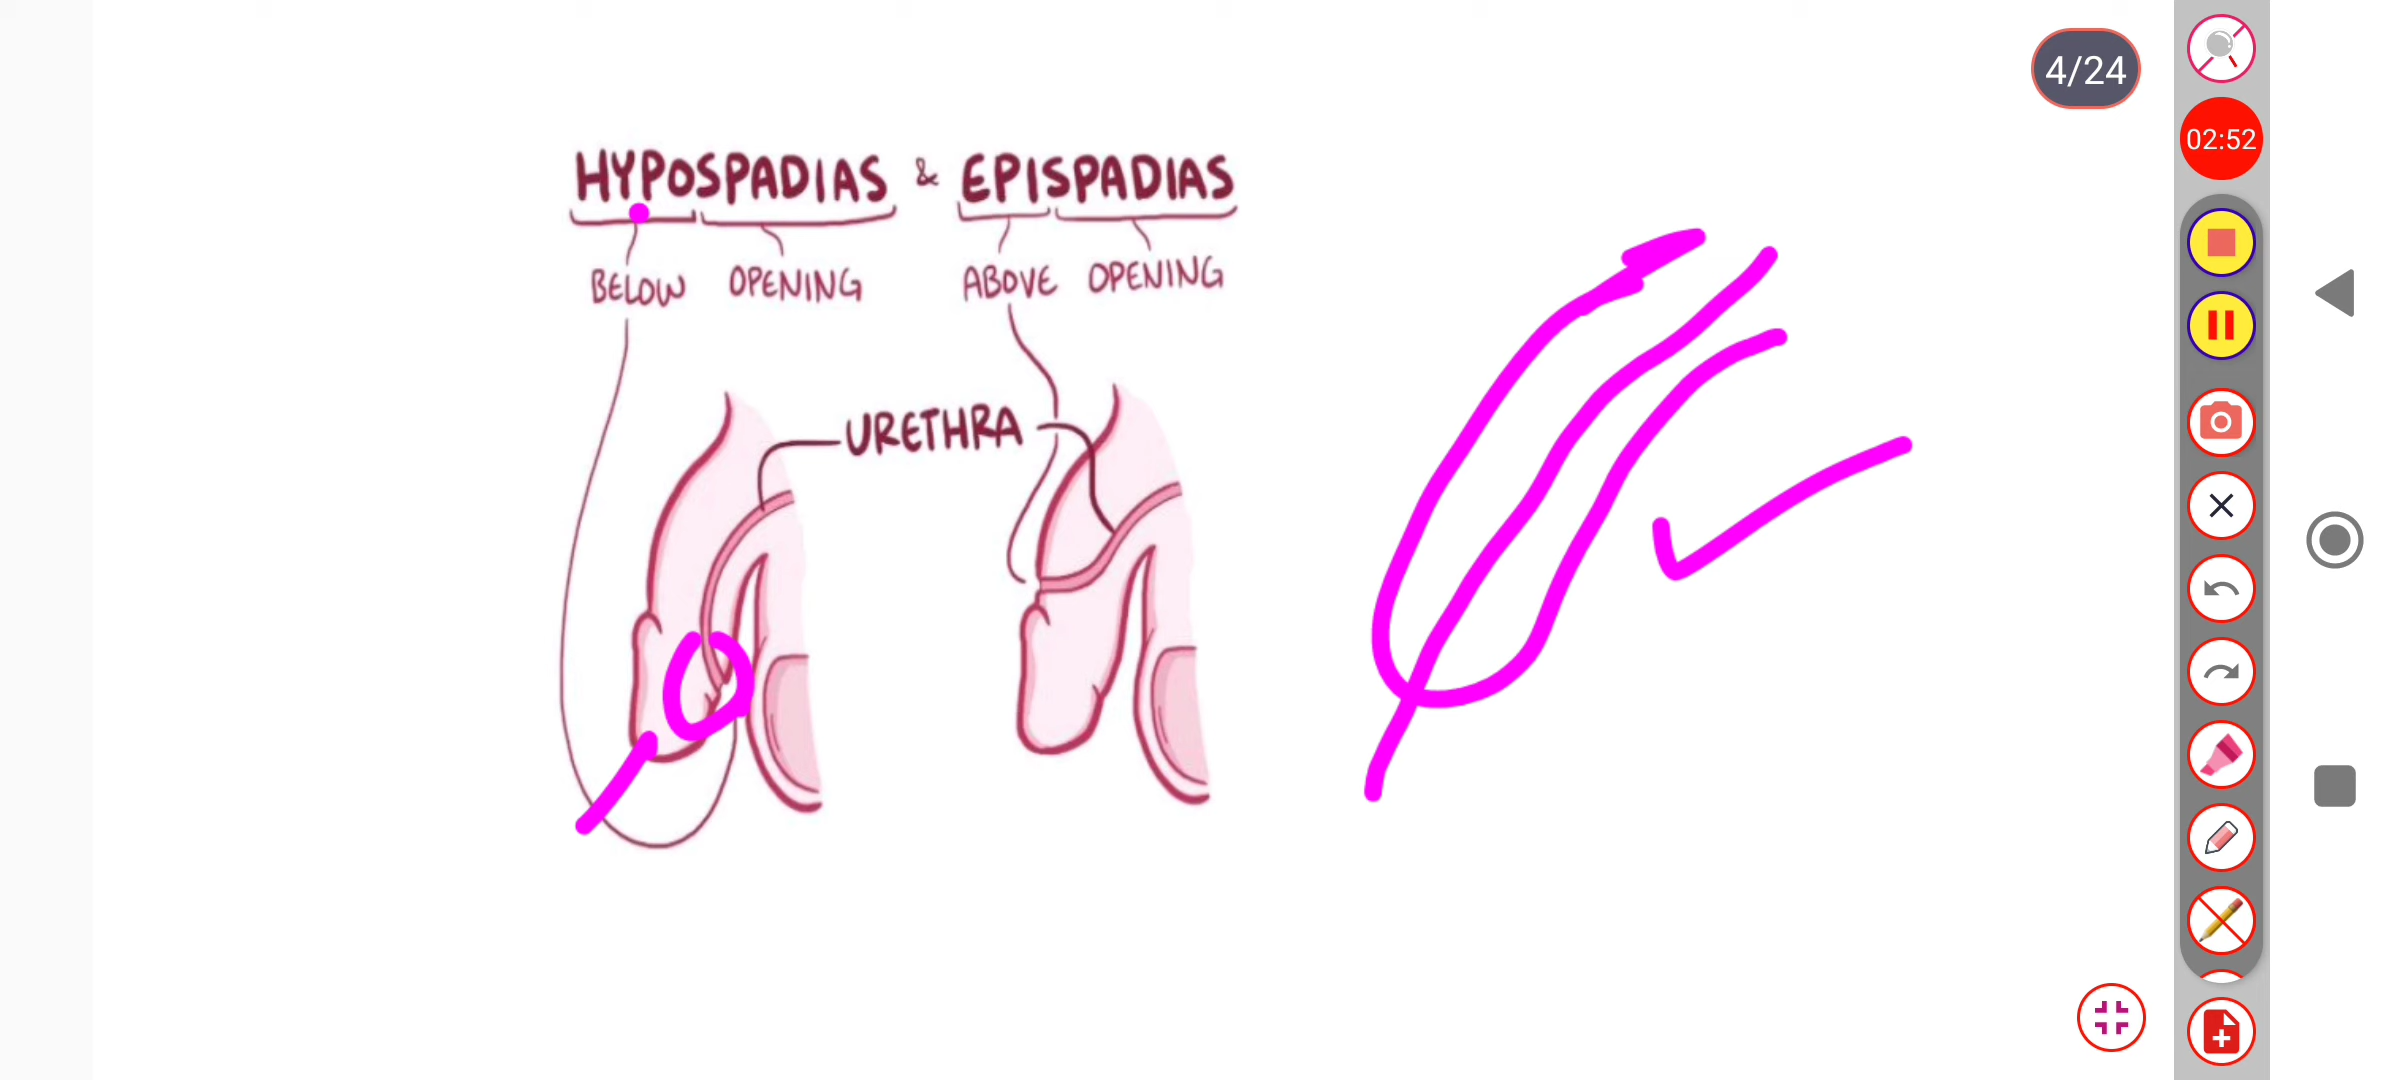 4/24
02:52
HYPOSPADIAS & EPISPADIAS
BELOW OPENING ABOVE OPENING
URETHRA